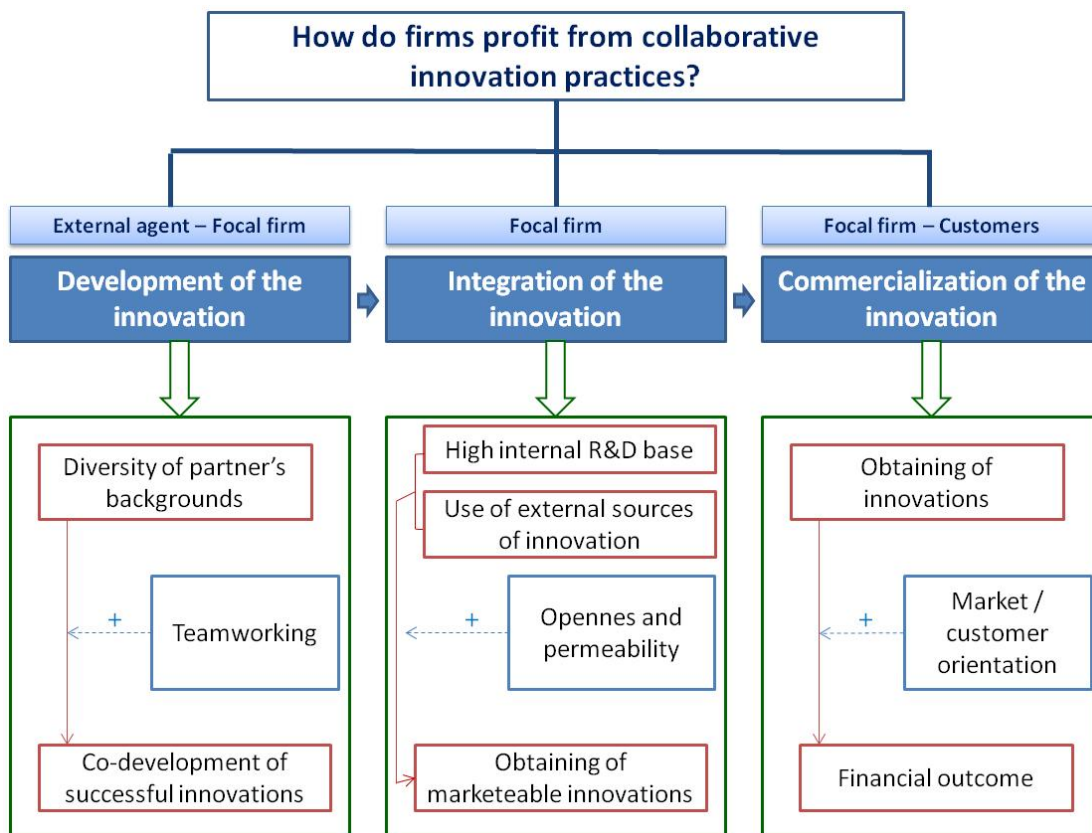 How do firms profit from collaborative
innovation practices?
External agent – Focal firm
Development of the
innovation
Focal firm
Integration of the
innovation
Focal firm – Customers
Commercialization of the
innovation
Diversity of partner's
backgrounds
+
Teamworking
Co-development of
successful innovations
High internal R&D base
Use of external sources
of innovation
+
Opennes and
permeability
Obtaining of
marketeable innovations
Obtaining of
innovations
+
Market /
customer
orientation
Financial outcome